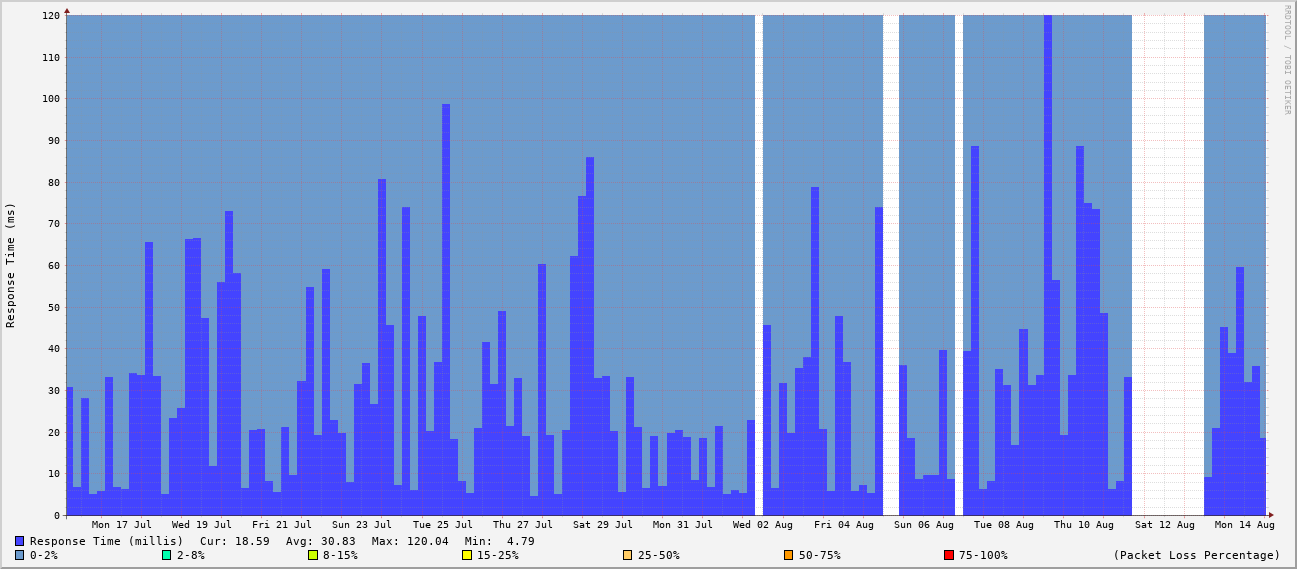 RRDTOOL / TOBI OETIKER
Response Time (ms)
120
110
100
90
80
70
60
50
40
30
20
10
0
Mon 17 Jul Wed 19 Jul Fri 21 Jul Sun 23 Jul Tue 25 Jul Thu 27 Jul Sat 29 Jul Mon 31 Jul Wed 02 Aug Fri 04 Aug Sun 06 Aug Tue 08 Aug Thu 10 Aug Sat 12 Aug Mon 14 Aug
Response Time (millis) Cur: 18.59 Avg: 30.83 Max: 120.04 Min: 4.79
0-2% 2-8% 8-15% 15-25% 25-50% 50-75% 75-100% (Packet Loss Percentage)